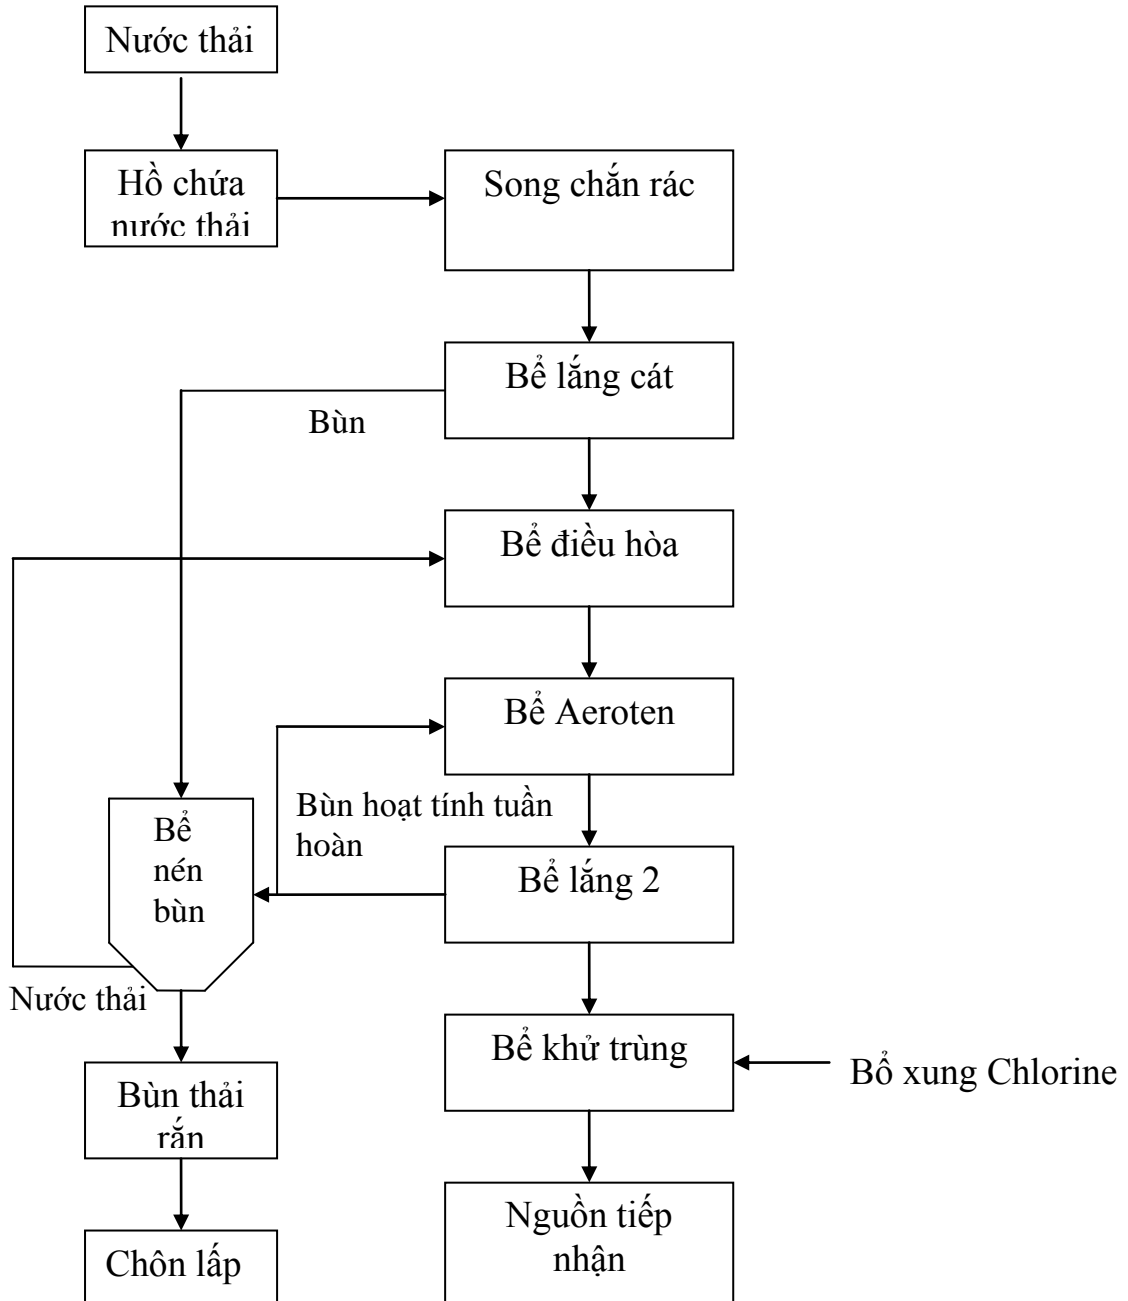 Nước thải
Hồ chứa
nước thải
Song chắn rác
Bể lắng cát
Bùn
Bể điều hòa
Bể Aeroten
Bùn hoạt tính tuần
hoàn
Bể
nén
bùn
Bể lắng 2
Nước thải
Bể khử trùng
Bổ xung Chlorine
Bùn thải
rắn
Nguồn tiếp
nhận
Chôn lấp